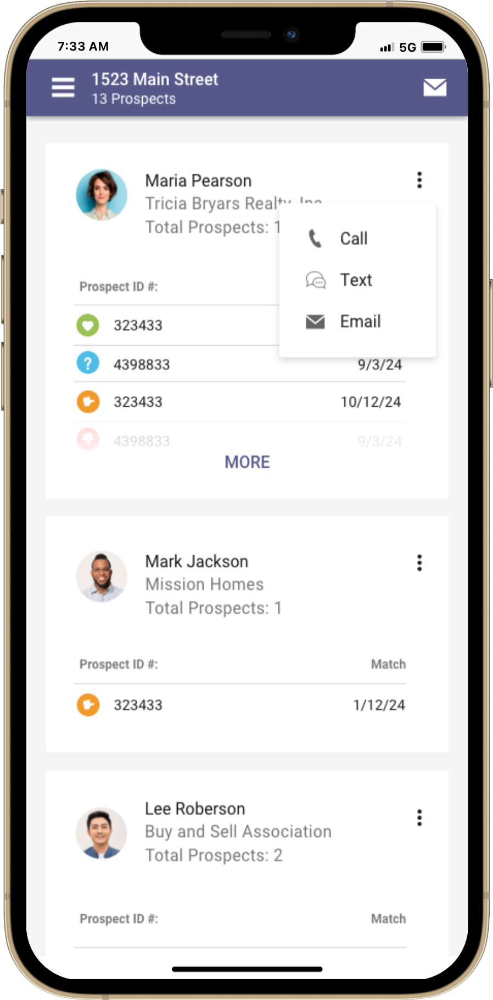 7:33 AM 5G
1523 Main Street
13 Prospects
Maria Pearson
Tricia Bryars Realty, Inc
Total Prospects: 1
Call
Text
Email
Prospect ID #:
323433
4398833 9/3/24
323433 10/12/24
4398833 9/3/24
MORE
Mark Jackson
Mission Homes
Total Prospects: 1
Prospect ID #: Match
323433 1/12/24
Lee Roberson
Buy and Sell Association
Total Prospects: 2
Prospect ID #: Match